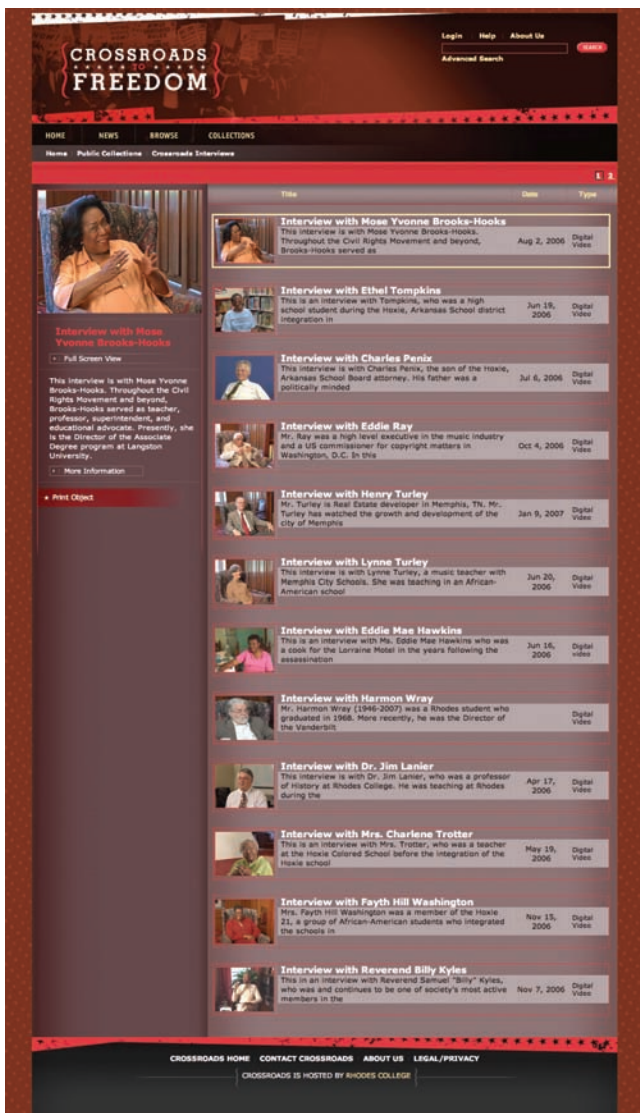 Login Help About Us
CROSSROADS
TO
FREEDOM
SEARCH
Advanced Search
HOME NEWS BROWSE COLLECTIONS
Home Public Collections Crossroads Interviews
1 2
Title Date Type
Interview with Mose Yvonne Brooks-Hooks
Full Screen View
This interview is with Mose Yvonne
Brooks-Hooks. Throughout the Civil
Rights Movement and beyond,
Brooks-Hooks served as teacher,
professor, superintendent, and
educational advocate. Presently, she
is the Director of the Associate
Degree program at Langston
University.
More Information
Print Object
Interview with Mose Yvonne Brooks-Hooks
This interview is with Mose Yvonne Brooks-Hooks.
Throughout the Civil Rights Movement and beyond,
Brooks-Hooks served as
Aug 2, 2006 Digital Video
Interview with Ethel Tompkins
This is an interview with Tompkins, who was a high
school student during the Hoxie, Arkansas School district
integration in
Jun 19, 2006 Digital Video
Interview with Charles Penix
This interview is with Charles Penix, the son of the Hoxie,
Arkansas School Board attorney. His father was a
politically minded
Jul 6, 2006 Digital Video
Interview with Eddie Ray
Mr. Ray was a high level executive in the music industry
and a US commissioner for copyright matters in
Washington, D.C. In this
Oct 4, 2006 Digital Video
Interview with Henry Turley
Mr. Turley is Real Estate developer in Memphis, TN. Mr.
Turley has watched the growth and development of the
city of Memphis
Jan 9, 2007 Digital Video
Interview with Lynne Turley
This interview is with Lynne Turley, a music teacher with
Memphis City Schools. She was teaching in an African-
American school
Jun 20, 2006 Digital Video
Interview with Eddie Mae Hawkins
This is an interview with Ms. Eddie Mae Hawkins who was
a cook for the Lorraine Motel in the years following the
assassination
Jun 16, 2006 Digital video
Interview with Harmon Wray
Mr. Harmon Wray (1946-2007) was a Rhodes student who
graduated in 1968. More recently, he was the Director of
the Vanderbilt
Digital Video
Interview with Dr. Jim Lanier
This interview is with Dr. Jim Lanier, who was a professor
of History at Rhodes College. He was teaching at Rhodes
during the
Apr 17, 2006 Digital Video
Interview with Mrs. Charlene Trotter
This is an interview with Mrs. Trotter, who was a teacher
at the Hoxie Colored School before the integration of the
Hoxie school
May 19, 2006 Digital Video
Interview with Fayth Hill Washington
Mrs. Fayth Hill Washington was a member of the Hoxie
21, a group of African-American students who integrated
the schools in
Nov 15, 2006 Digital Video
Interview with Reverend Billy Kyles
This in an interview with Reverend Samuel "Billy" Kyles,
who was and continues to be one of society's most active
members in the
Nov 7, 2006 Digital Video
CROSSROADS HOME CONTACT CROSSROADS ABOUT US LEGAL/PRIVACY
CROSSROADS IS HOSTED BY RHODES COLLEGE